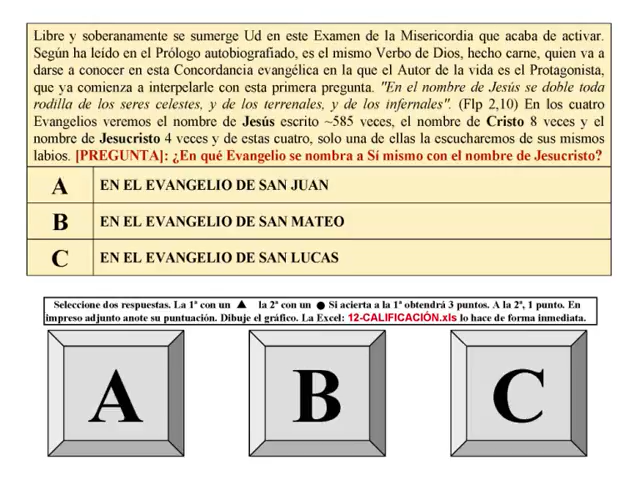 Libre y soberanamente se sumerge Ud en este Examen de la Misericordia que acaba de activar.
Según ha leído en el Prólogo autobiografiado, es el mismo Verbo de Dios, hecho carne, quien va a
darse a conocer en esta Concordancia evangélica en la que el Autor de la vida es el Protagonista,
que ya comienza a interpelarle con esta primera pregunta. "En el nombre de Jesús se doble toda
rodilla de los seres celestes, y de los terrenales, y de los infernales". (Flp 2,10) En los cuatro
Evangelios veremos el nombre de Jesús escrito ~585 veces, el nombre de Cristo 8 veces y el
nombre de Jesucristo 4 veces y de estas cuatro, solo una de ellas la escucharemos de sus mismos
labios. [PREGUNTA]: ¿En qué Evangelio se nombra a Sí mismo con el nombre de Jesucristo?
A EN EL EVANGELIO DE SAN JUAN
B EN EL EVANGELIO DE SAN MATEO
C EN EL EVANGELIO DE SAN LUCAS
Seleccione dos respuestas. La 1ª con un ▲ la 2ª con un ● Si acierta a la 1ª obtendrá 3 puntos. A la 2ª, 1 punto. En
impreso adjunto anote su puntuación. Dibuje el gráfico. La Excel: 12-CALIFICACIÓN.xls lo hace de forma inmediata.
A B C